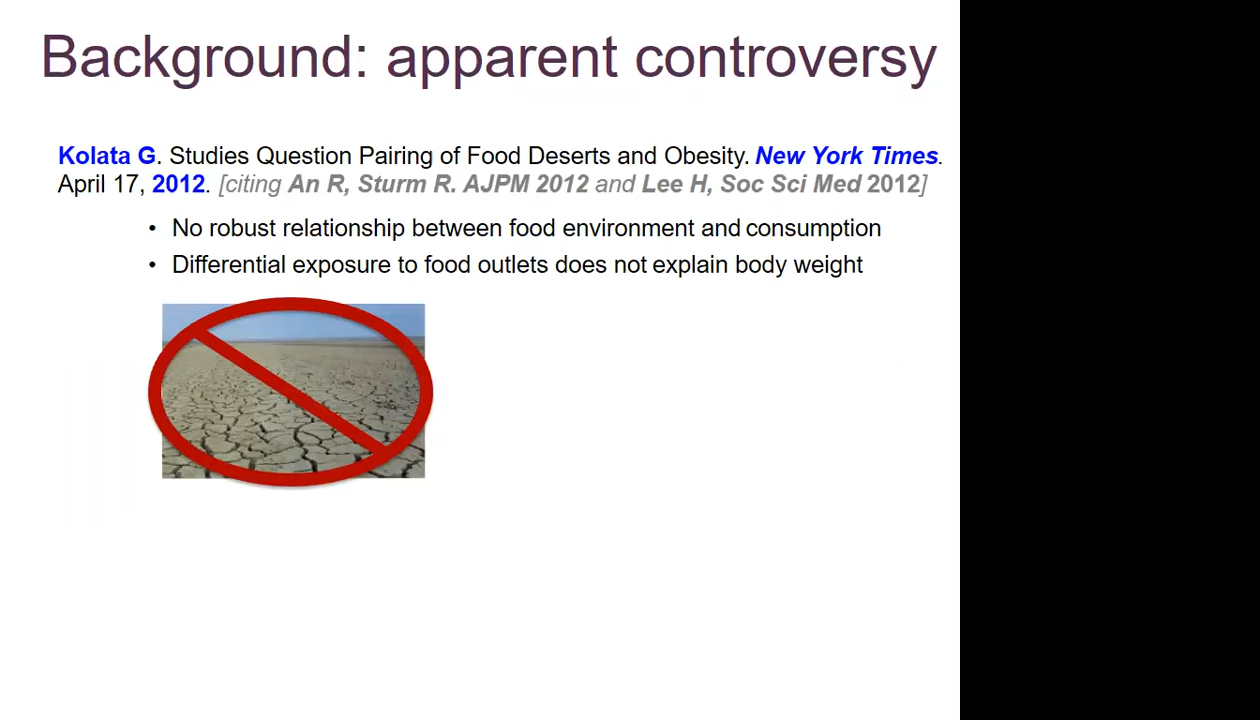 Background: apparent controversy
Kolata G. Studies Question Pairing of Food Deserts and Obesity. New York Times.
April 17, 2012. [citing An R, Sturm R. AJPM 2012 and Lee H, Soc Sci Med 2012]
• No robust relationship between food environment and consumption
• Differential exposure to food outlets does not explain body weight